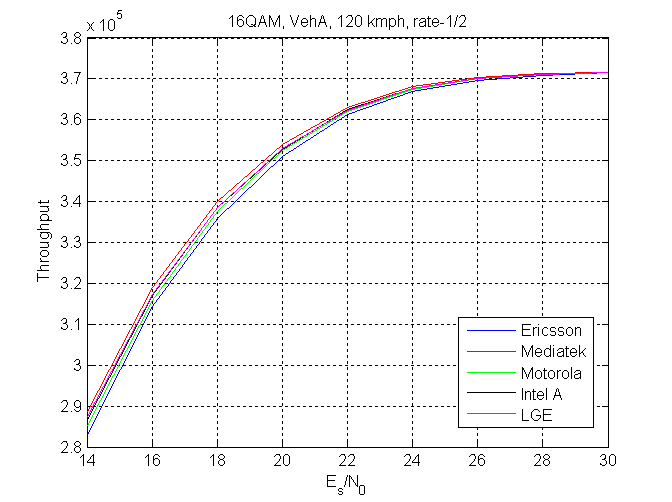 16QAM, VehA, 120 kmph, rate-1/2
x 10^5
3.8
3.7
3.6
3.5
3.4
3.3
3.2
3.1
3
2.9
2.8
Throughput
14 16 18 20 22 24 26 28 30
E_s/N_0
Ericsson
Mediatek
Motorola
Intel A
LGE